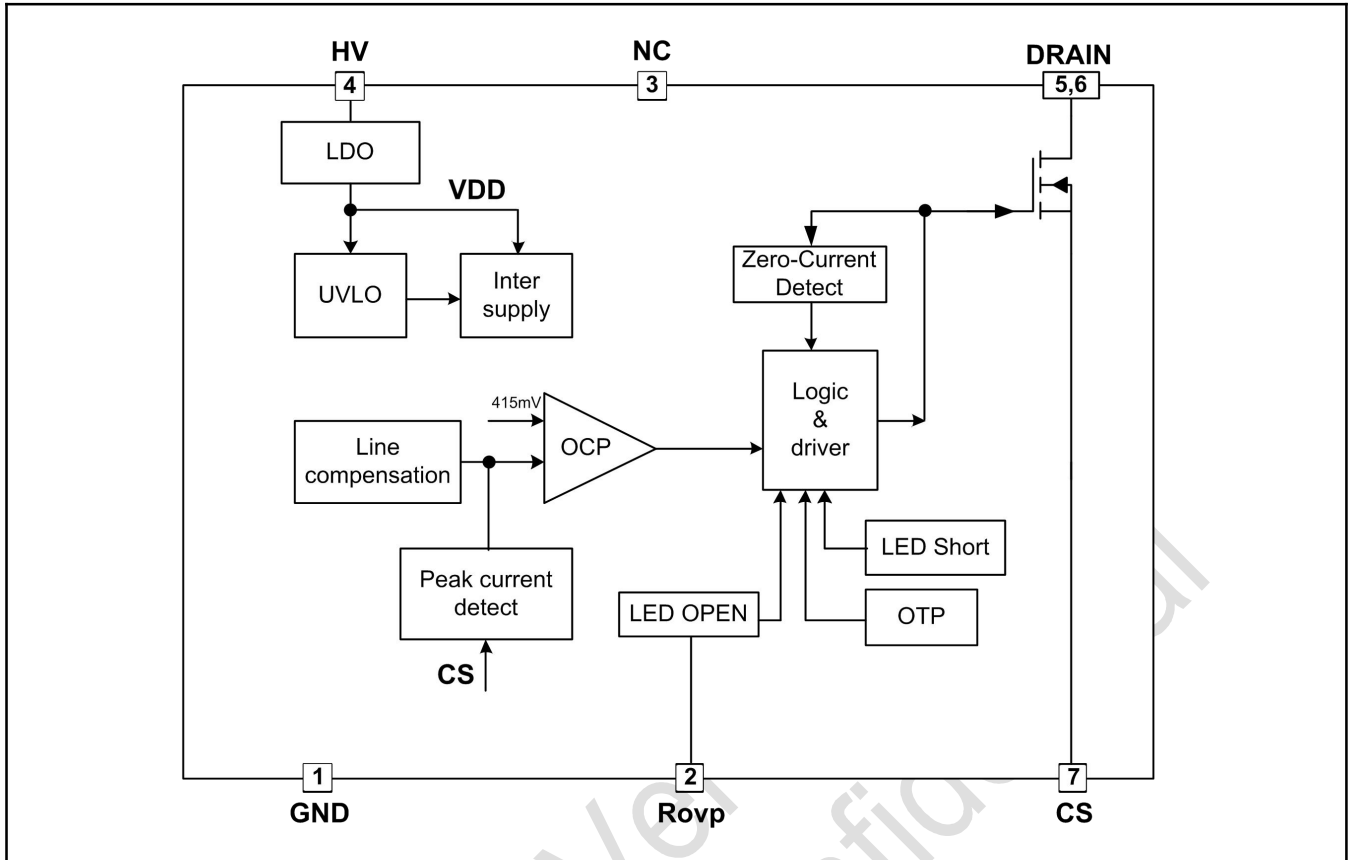 HV
NC
DRAIN
4
3
5,6
LDO
VDD
UVLO
Inter
supply
Zero-Current
Detect
Logic
&
driver
415mV
Line
compensation
OCP
Peak current
detect
CS
LED Short
LED OPEN
OTP
1
2
7
GND
Rovp
CS